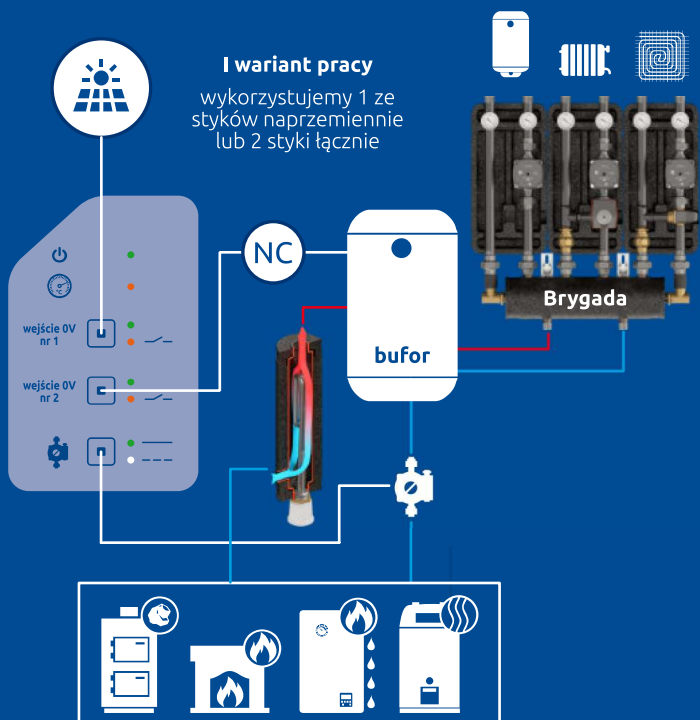 I wariant pracy
wykorzystujemy 1 ze
styków naprzemiennie
lub 2 styki łącznie
NC
°C
wejście 0V
nr 1
wejście 0V
nr 2
bufor
Brygada